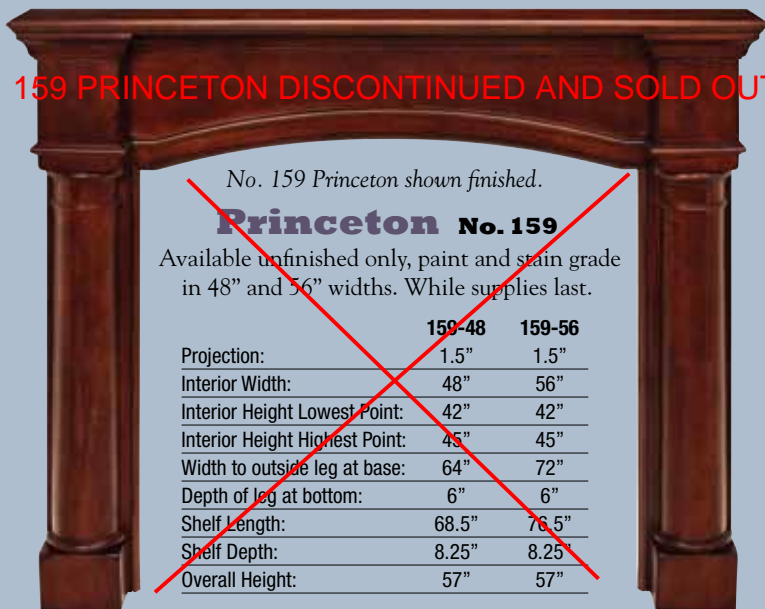 159 PRINCETON DISCONTINUED AND SOLD OUT
No. 159 Princeton shown finished.
Princeton No. 159
Available unfinished only, paint and stain grade
in 48” and 56” widths. While supplies last.
159-48 159-56
Projection: 1.5” 1.5”
Interior Width: 48” 56”
Interior Height Lowest Point: 42” 42”
Interior Height Highest Point: 45” 45”
Width to outside leg at base: 64” 72”
Depth of leg at bottom: 6” 6”
Shelf Length: 68.5” 76.5”
Shelf Depth: 8.25” 8.25”
Overall Height: 57” 57”